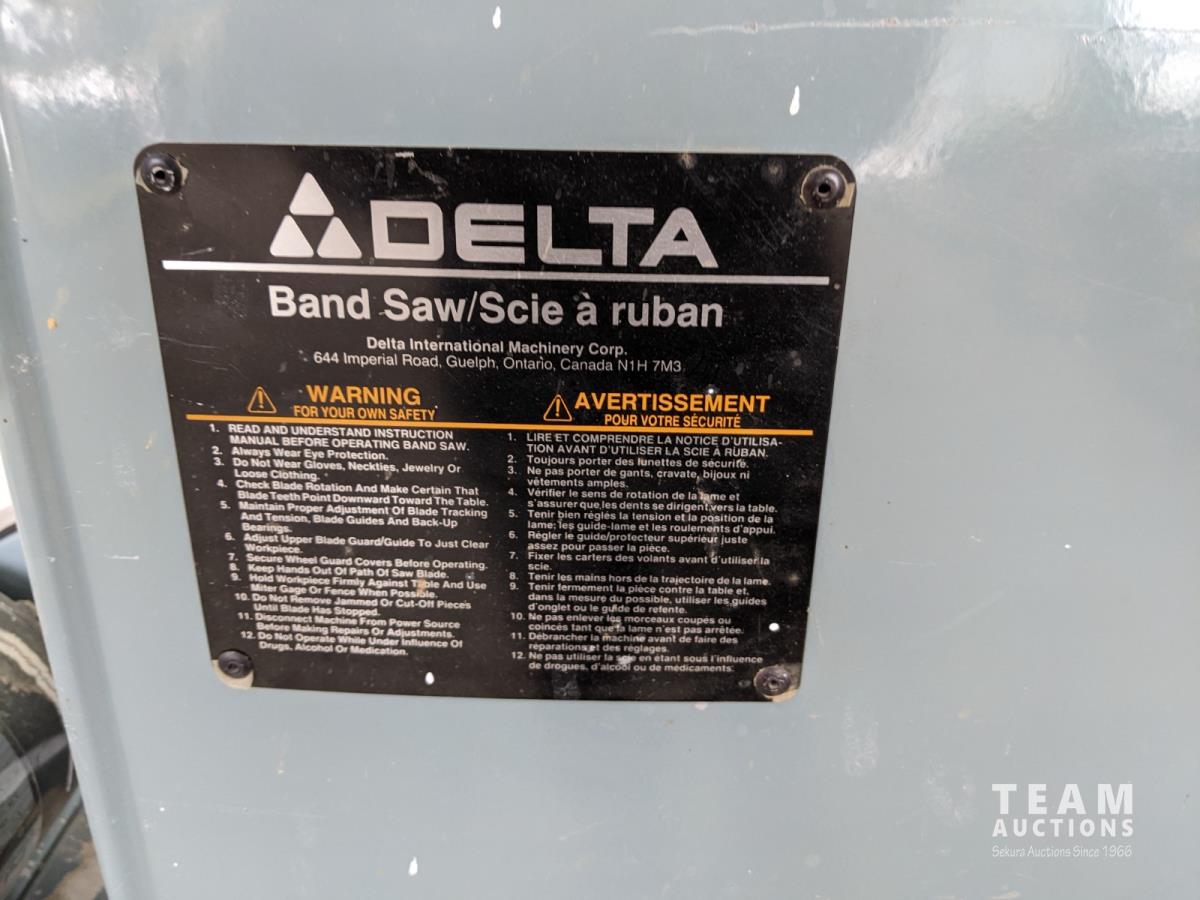 DELTA
Band Saw/Scie à ruban
Delta International Machinery Corp.
644 Imperial Road, Guelph, Ontario, Canada N1H 7M3
WARNING
FOR YOUR OWN SAFETY
1. READ AND UNDERSTAND INSTRUCTION
MANUAL BEFORE OPERATING BAND SAW.
2. Always Wear Eye Protection.
3. Do Not Wear Gloves, Neckties, Jewelry Or
Loose Clothing.
4. Check Blade Rotation And Make Certain That
Blade Teeth Point Downward Toward The Table.
5. Maintain Proper Adjustment Of Blade Tracking
And Tension, Blade Guides And Back-Up
Bearings.
6. Adjust Upper Blade Guard/Guide To Just Clear
Workpiece.
7. Secure Wheel Guard Covers Before Operating.
8. Keep Hands Out Of Path Of Saw Blade.
9. Hold Workpiece Firmly Against Table And Use
Miter Gage Or Fence When Possible.
10. Do Not Remove Jammed Or Cut-Off Pieces
Until Blade Has Stopped.
11. Disconnect Machine From Power Source
Before Making Repairs Or Adjustments.
12. Do Not Operate While Under Influence Of
Drugs, Alcohol Or Medication.
AVERTISSEMENT
POUR VOTRE SÉCURITÉ
1. LIRE ET COMPRENDRE LA NOTICE D'UTILISA-
TION AVANT D'UTILISER LA SCIE À RUBAN.
2. Toujours porter des lunettes de sécurité.
3. Ne pas porter de gants, cravate, bijoux ni
vêtements amples.
4. Vérifier le sens de rotation de la lame et
s'assurer que les dents se dirigent vers la table.
5. Tenir bien réglés la tension et la position de la
lame; les guide-lame et les roulements d'appui.
6. Régler le guide/protecteur supérieur juste
assez pour passer la pièce.
7. Fixer les carters des volants avant d'utiliser la
scie.
8. Tenir les mains hors de la trajectoire de la lame.
9. Tenir fermement la pièce contre la table et,
dans la mesure du possible, utiliser les guides
d'onglet ou le guide de refente.
10. Ne pas enlever les morceaux coupés ou
coincés tant que la lame n'est pas arrêtée.
11. Débrancher la machine avant de faire des
réparations et des réglages.
12. Ne pas utiliser la scie en étant sous l'influence
de drogues, d'alcool ou de médicaments.
TEAM
AUCTIONS
Sekura Auctions Since 1966